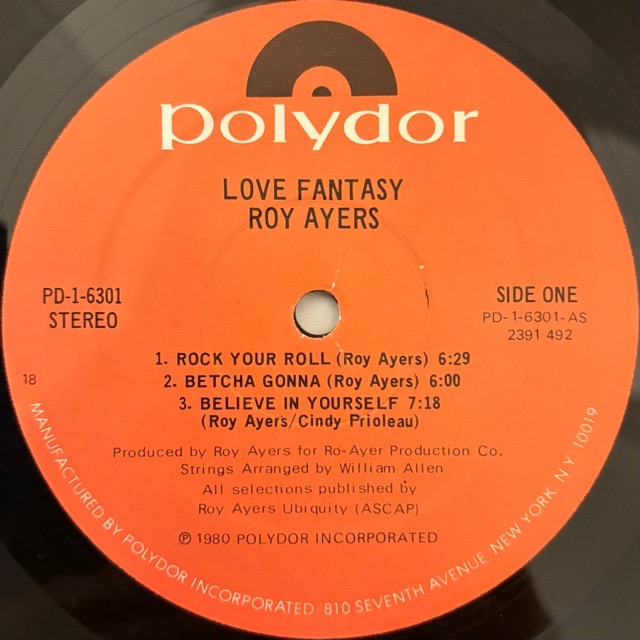 polydor
LOVE FANTASY
ROY AYERS
PD-1-6301
STEREO
SIDE ONE
PD-1-6301-AS
2391 492
1. ROCK YOUR ROLL (Roy Ayers) 6:29
2. BETCHA GONNA (Roy Ayers) 6:00
3. BELIEVE IN YOURSELF 7:18
(Roy Ayers/Cindy Prioleau)
18
Produced by Roy Ayers for Ro-Ayer Production Co.
Strings Arranged by William Allen
All selections published by
Roy Ayers Ubiquity (ASCAP)
℗ 1980 POLYDOR INCORPORATED
MANUFACTURED BY POLYDOR INCORPORATED 810 SEVENTH AVENUE NEW YORK N Y 10019